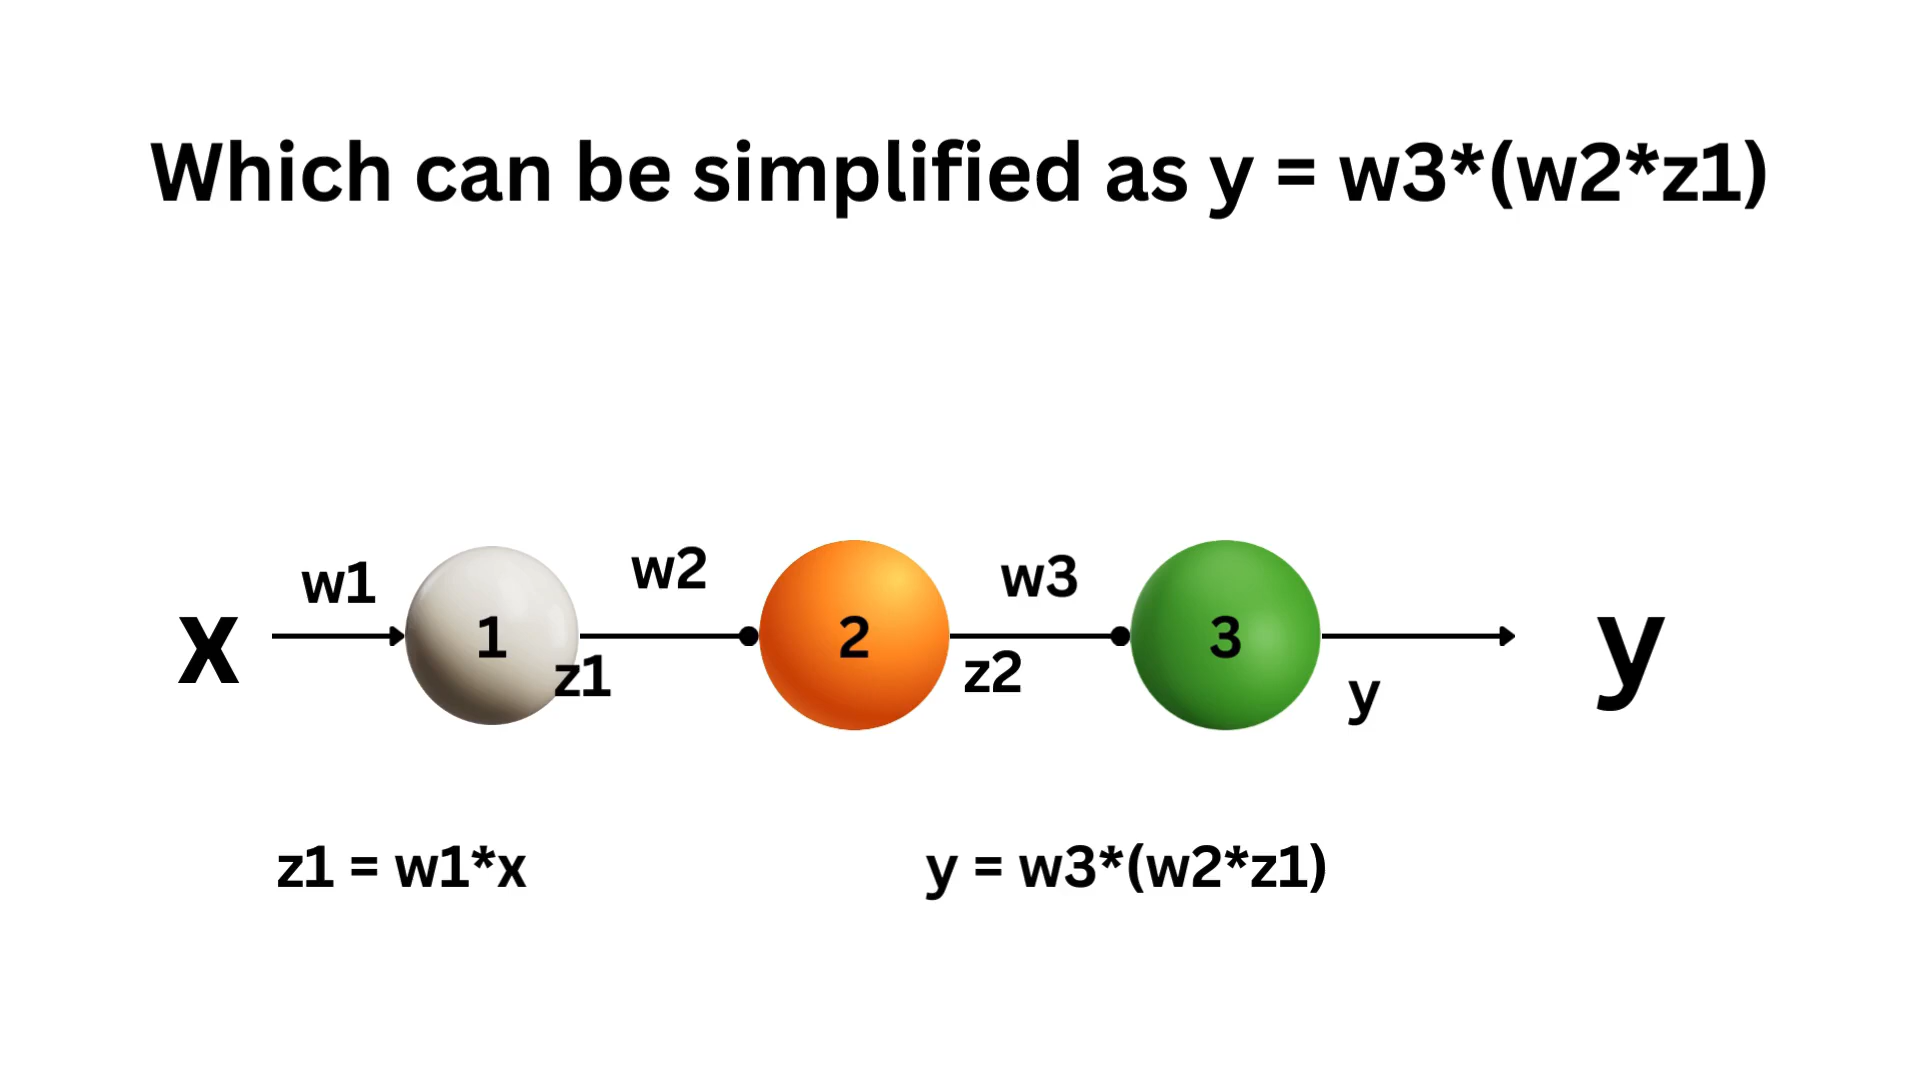 Which can be simplified as y = w3*(w2*z1)
w1
w2
w3
x
1
2
3
y
z1
z2
y
z1 = w1*x
y = w3*(w2*z1)